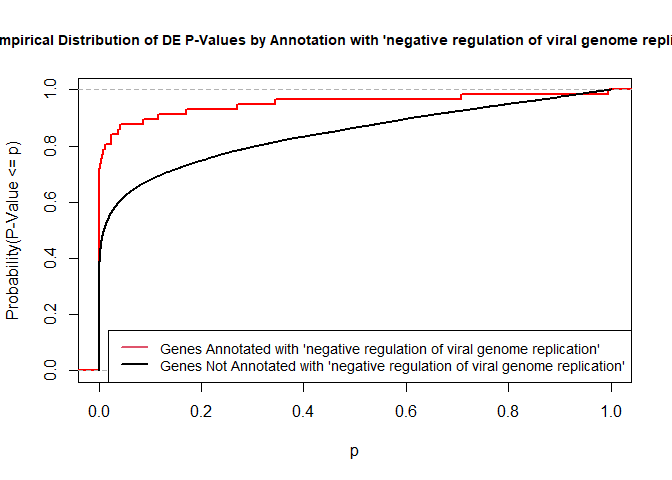 mpirical Distribution of DE P-Values by Annotation with 'negative regulation of viral genome repli
Probability(P-Value <= p)
1.0
0.8
0.6
0.4
0.2
0.0
Genes Annotated with 'negative regulation of viral genome replication'
Genes Not Annotated with 'negative regulation of viral genome replication'
0.0 0.2 0.4 0.6 0.8 1.0
p